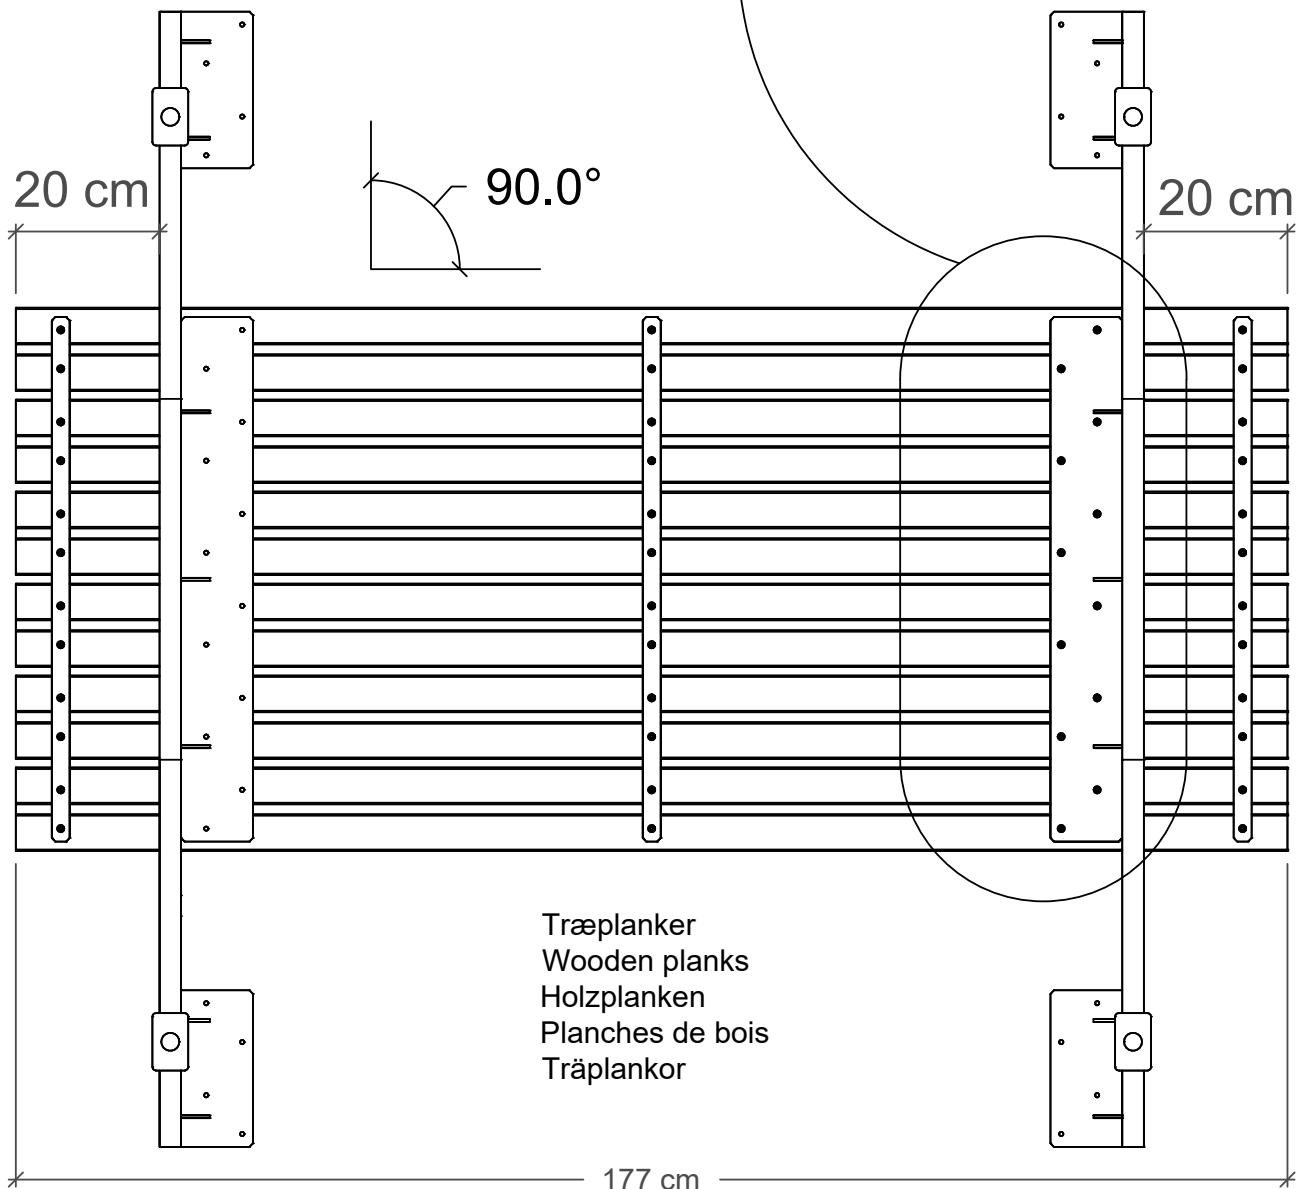 20 cm
90.0°
20 cm
Træplanker
Wooden planks
Holzplanken
Planches de bois
Träplankor
177 cm